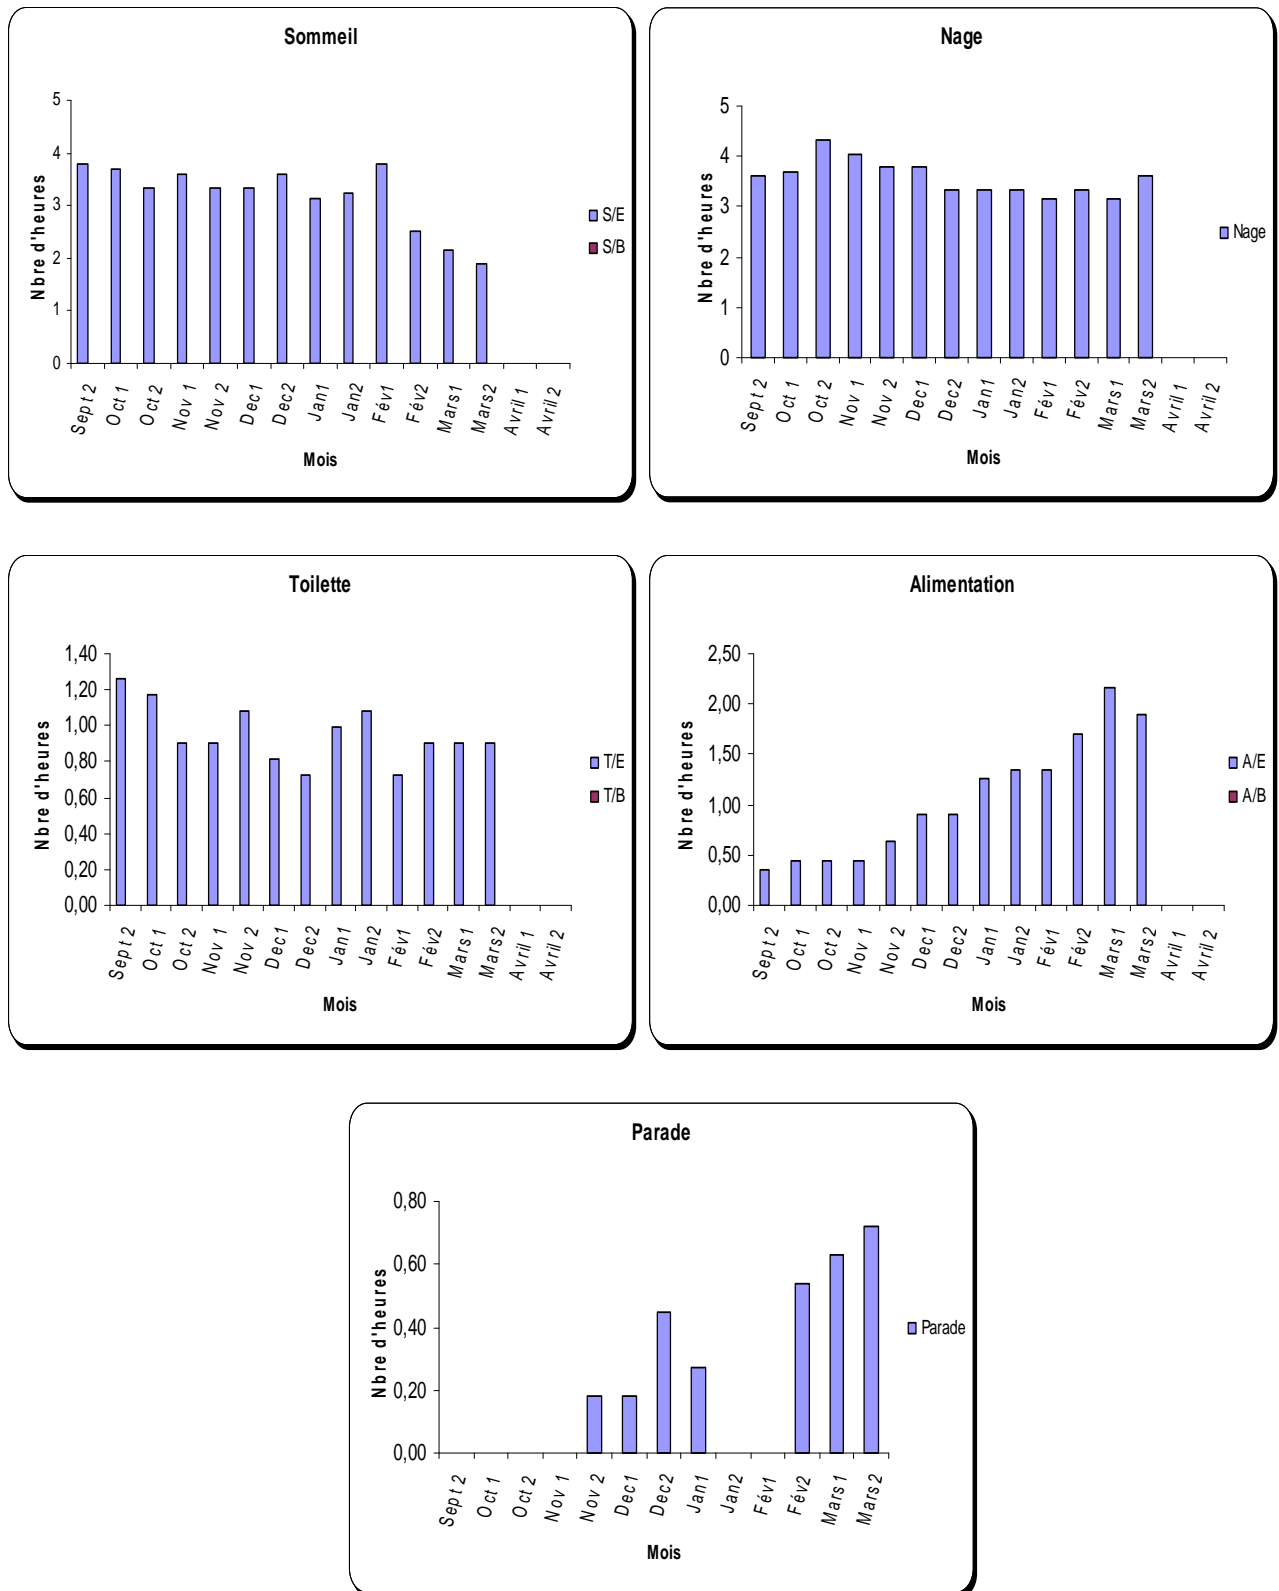 Sommeil
5
4
3
2
1
0
Nbre d'heures
Sept 2
Oct 1
Oct 2
Nov 1
Nov 2
Dec1
Dec2
Jan1
Jan2
Fév1
Fév2
Mars1
Mars2
Avril 1
Avril 2
Mois
S/E
S/B
Nage
5
4
3
2
1
0
Nbre d'heures
Sept 2
Oct 1
Oct 2
Nov 1
Nov 2
Dec1
Dec2
Jan1
Jan2
Fév1
Fév2
Mars1
Mars2
Avril 1
Avril 2
Mois
Nage
Toilette
1,40
1,20
1,00
0,80
0,60
0,40
0,20
0,00
Nbre d'heures
Sept 2
Oct 1
Oct 2
Nov 1
Nov 2
Dec1
Dec2
Jan1
Jan2
Fév1
Fév2
Mars1
Mars2
Avril 1
Avril 2
Mois
T/E
T/B
Alimentation
2,50
2,00
1,50
1,00
0,50
0,00
Nbre d'heures
Sept 2
Oct 1
Oct 2
Nov 1
Nov 2
Dec1
Dec2
Jan1
Jan2
Fév1
Fév2
Mars1
Mars2
Avril 1
Avril 2
Mois
A/E
A/B
Parade
0,80
0,60
0,40
0,20
0,00
Nbre d'heures
Sept 2
Oct 1
Oct 2
Nov 1
Nov 2
Dec1
Dec2
Jan1
Jan2
Fév1
Fév2
Mars1
Mars2
Mois
Parade